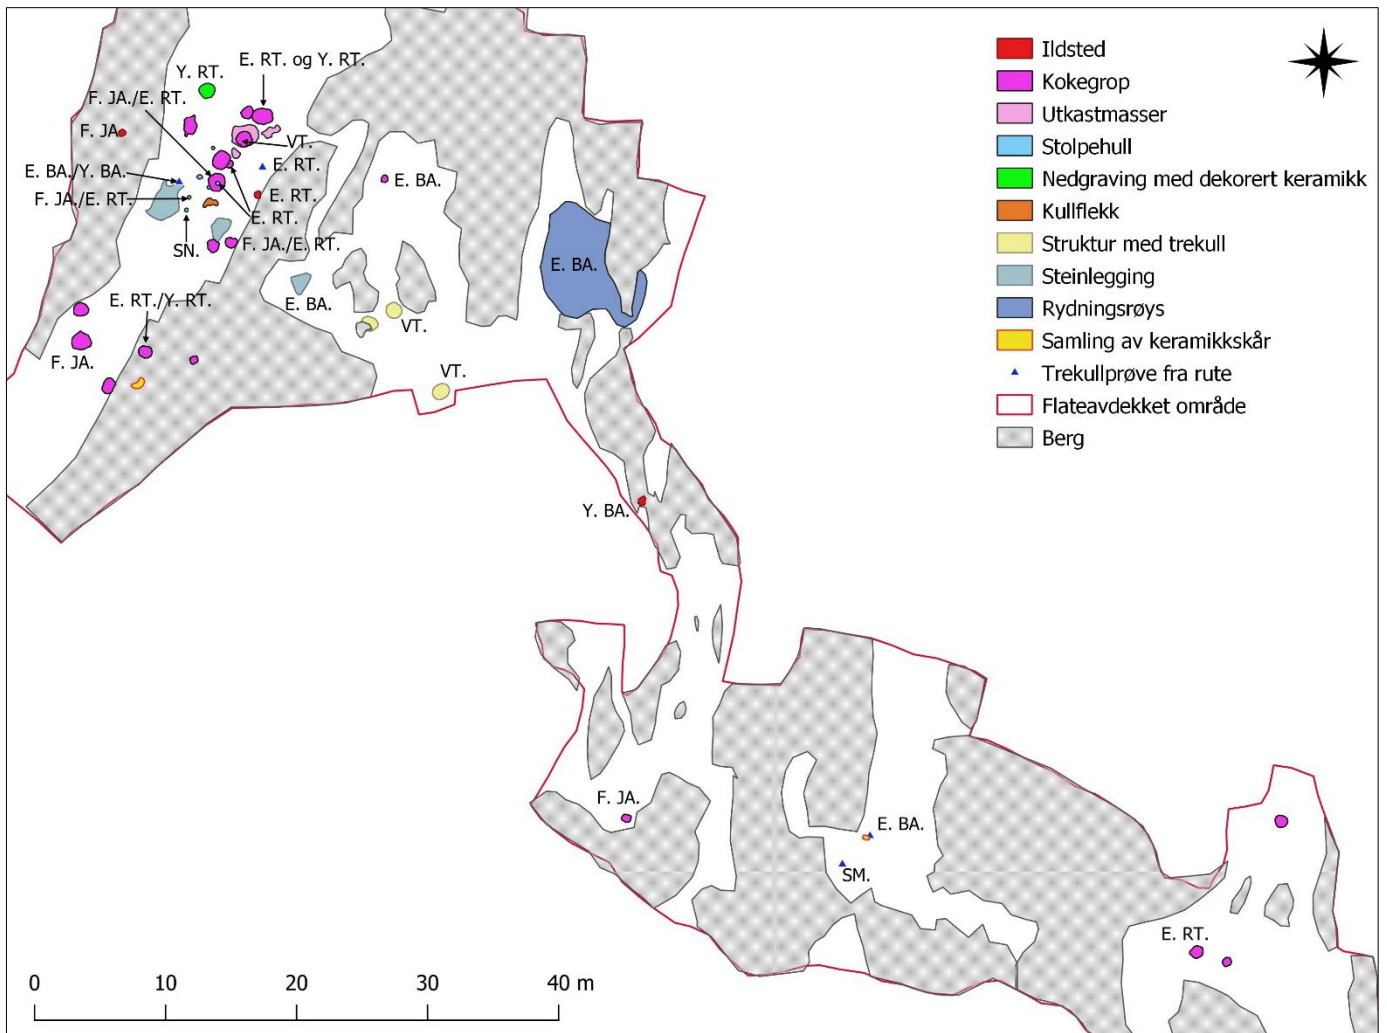 E. RT. og Y. RT.
Y. RT.
F. JA./E. RT.
F. JA.
VT.
E. RT.
E. BA./Y. BA.
E. BA.
F. JA./E. RT.
E. RT.
E. RT.
SN.
F. JA./E. RT.
E. BA.
E. RT./Y. RT.
E. BA.
VT.
F. JA.
VT.
Y. BA.
F. JA.
E. BA.
SM.
E. RT.
Ildsted
Kokegrop
Utkastmasser
Stolpehull
Nedgraving med dekorert keramikk
Kullflekk
Struktur med trekull
Steinlegging
Rydningsrøys
Samling av keramikkskår
Trekullprøve fra rute
Flateavdekket område
Berg
0 10 20 30 40 m